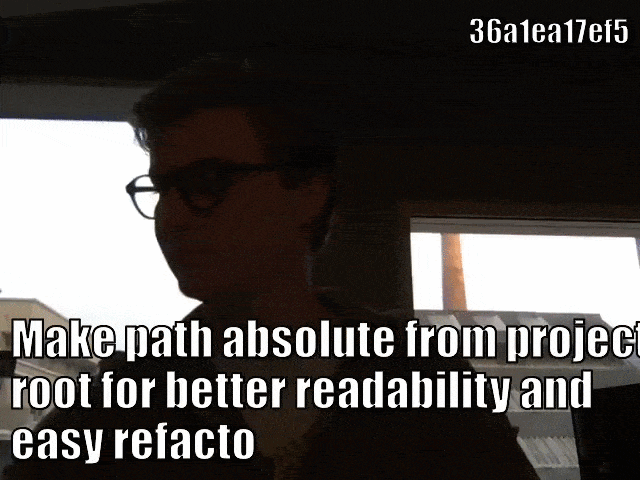 36a1ea17ef5
Make path absolute from project
root for better readability and
easy refacto